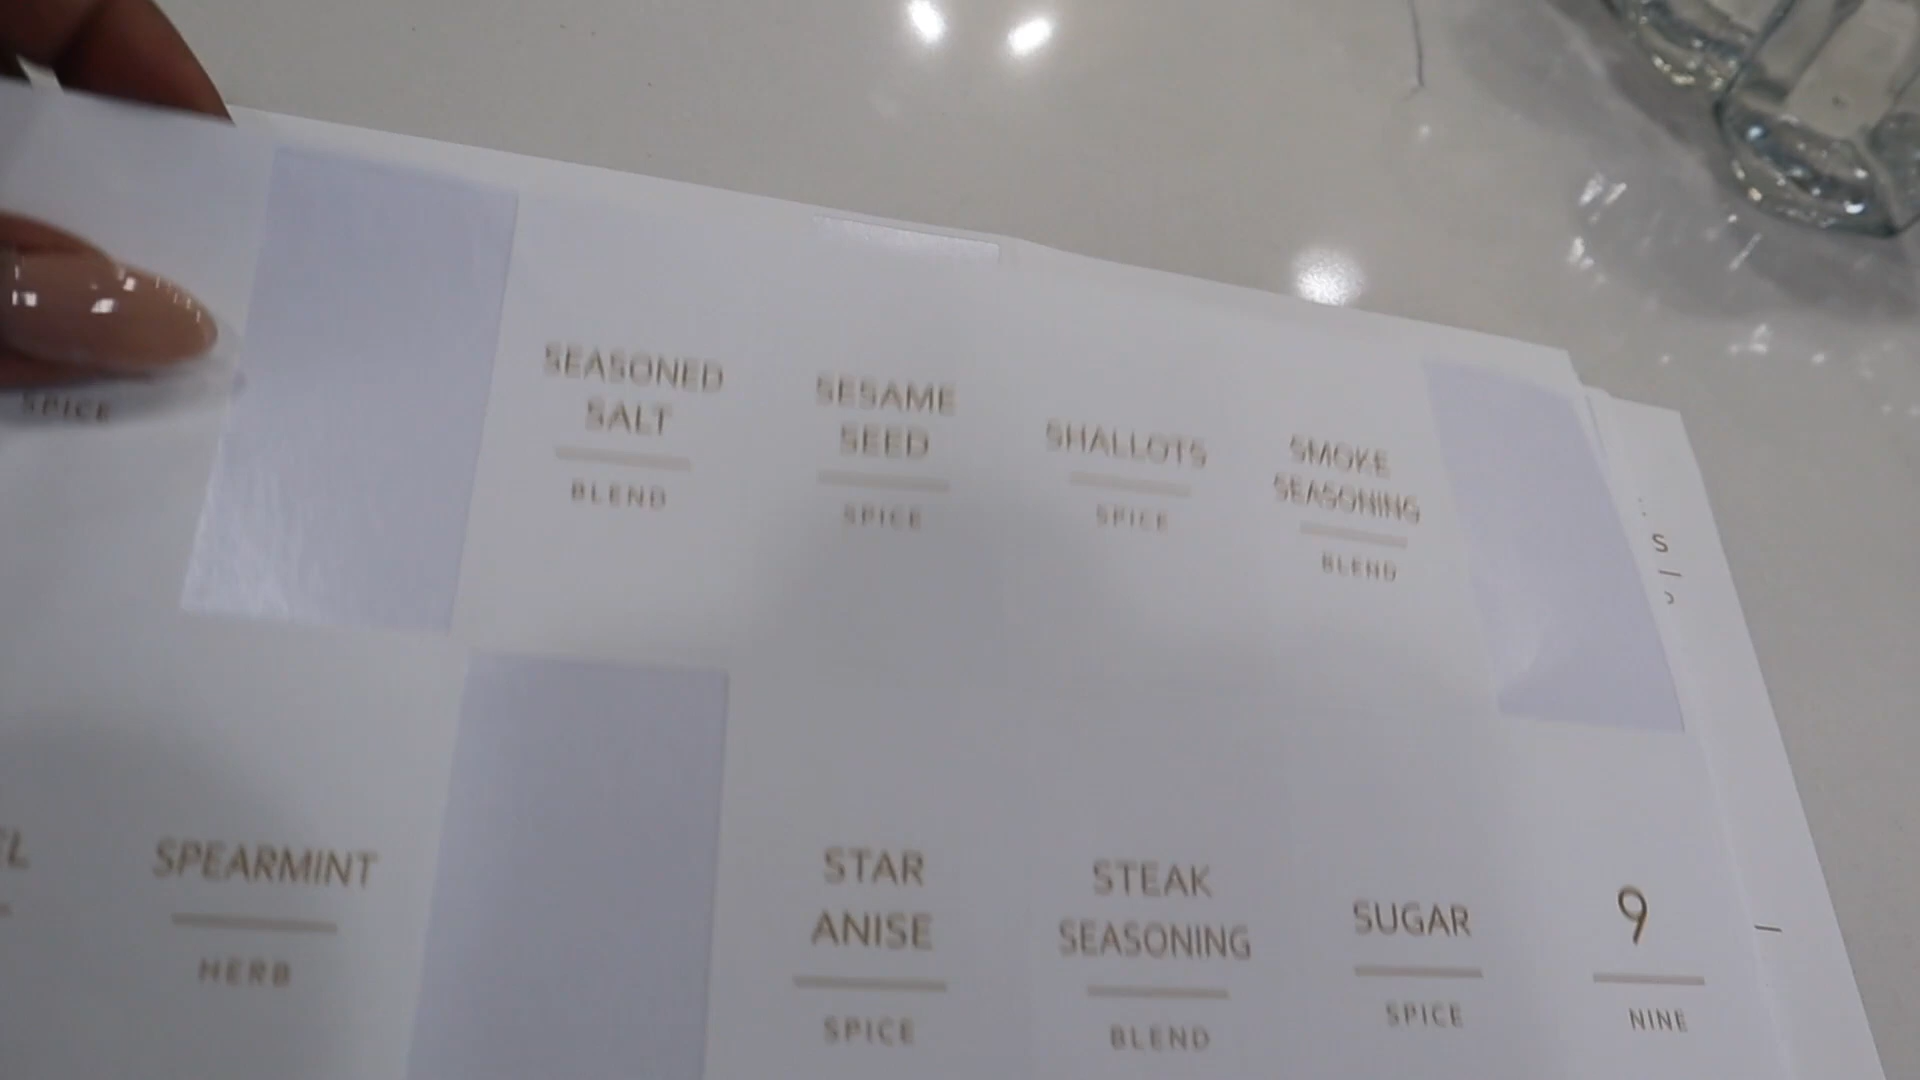 SPICE
SEASONED
SALT
BLEND
SESAME
SEED
SPICE
SHALLOTS
SPICE
SMOKE
SEASONING
BLEND
S
SPEARMINT
HERB
STAR
ANISE
SPICE
STEAK
SEASONING
BLEND
SUGAR
SPICE
9
NINE